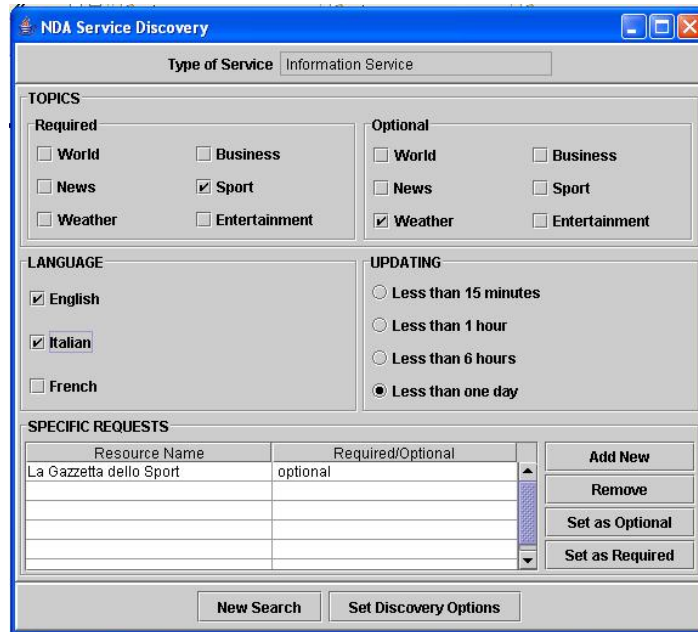 NDA Service Discovery
Type of Service Information Service
TOPICS
Required
World Business
News Sport
Weather Entertainment
Optional
World Business
News Sport
Weather Entertainment
LANGUAGE
English
Italian
French
UPDATING
Less than 15 minutes
Less than 1 hour
Less than 6 hours
Less than one day
SPECIFIC REQUESTS
Resource Name Required/Optional
La Gazzetta dello Sport optional
Add New
Remove
Set as Optional
Set as Required
New Search Set Discovery Options